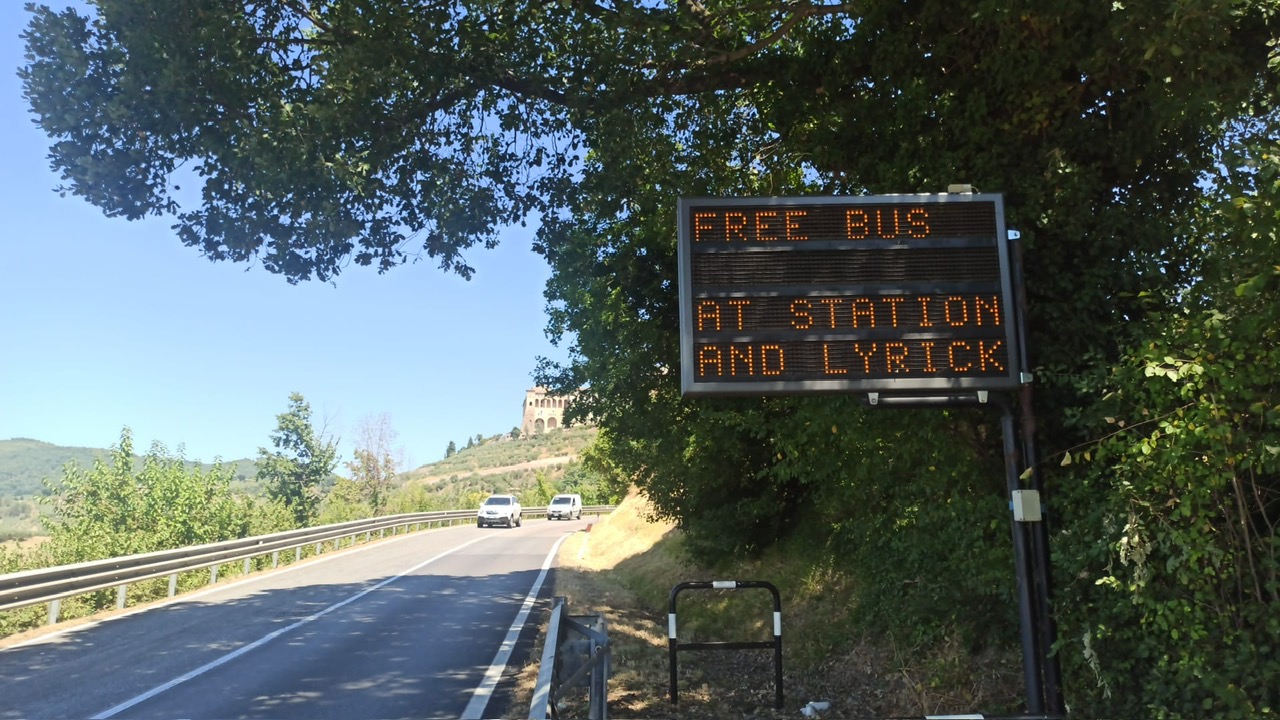 FREE BUS
AT STATION
AND LYRICK